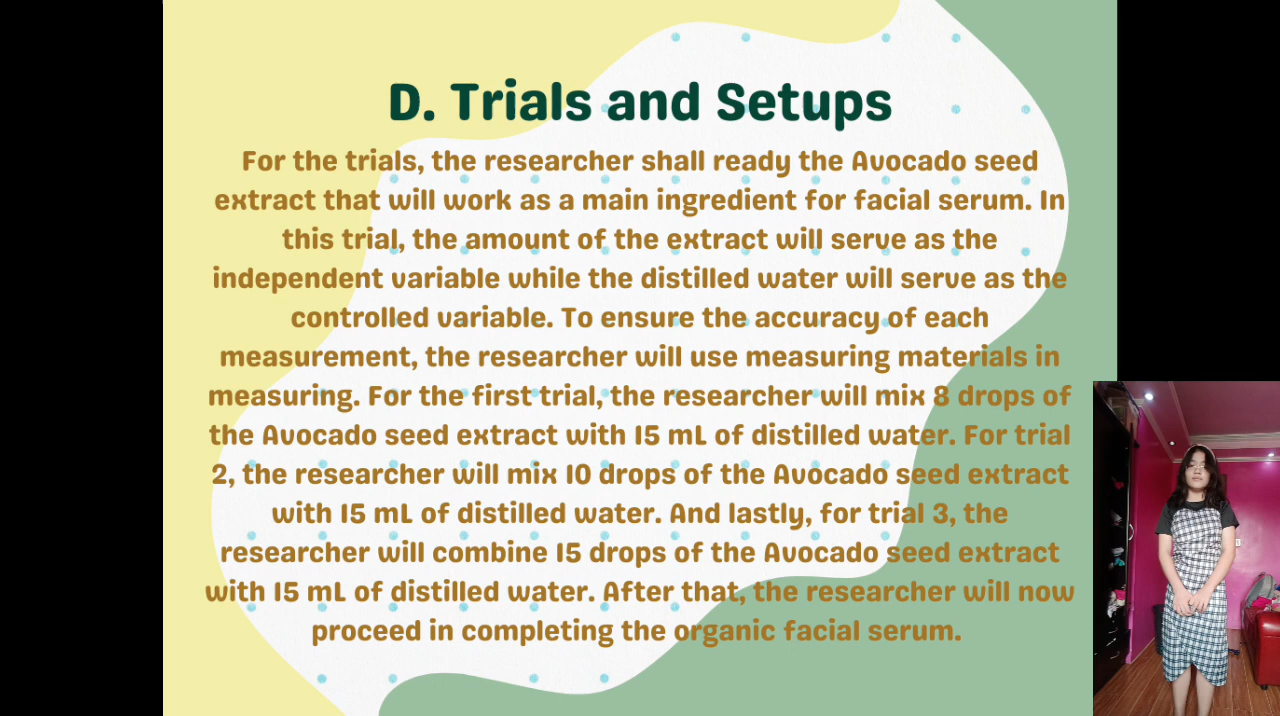 D. Trials and Setups
For the trials, the researcher shall ready the Avocado seed
extract that will work as a main ingredient for facial serum. In
this trial, the amount of the extract will serve as the
independent variable while the distilled water will serve as the
controlled variable. To ensure the accuracy of each
measurement, the researcher will use measuring materials in
measuring. For the first trial, the researcher will mix 8 drops of
the Avocado seed extract with 15 mL of distilled water. For trial
2, the researcher will mix 10 drops of the Avocado seed extract
with 15 mL of distilled water. And lastly, for trial 3, the
researcher will combine 15 drops of the Avocado seed extract
with 15 mL of distilled water. After that, the researcher will now
proceed in completing the organic facial serum.